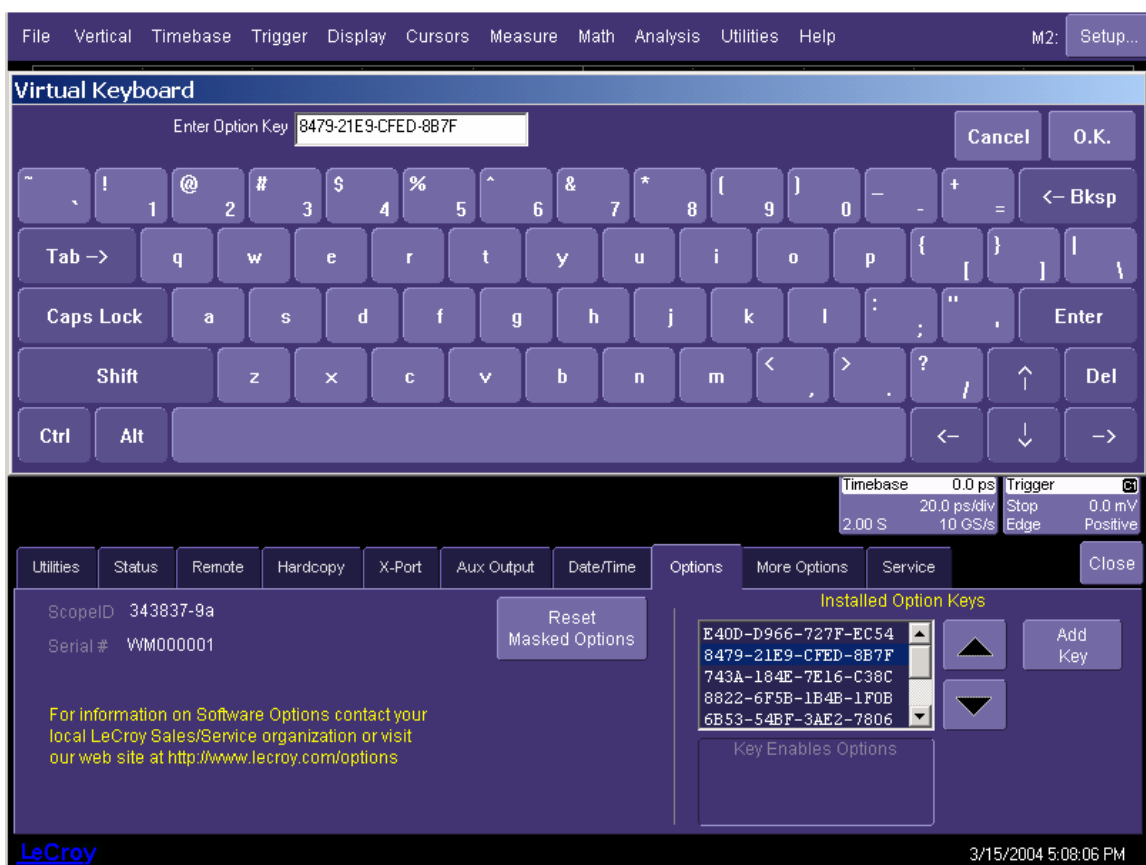 File Vertical Timebase Trigger Display Cursors Measure Math Analysis Utilities Help M2: Setup...
Virtual Keyboard
Enter Option Key 8479-21E9-CFED-8B7F Cancel O.K.
~ ` ! 1 @ 2 # 3 $ 4 % 5 ^ 6 & 7 * 8 ( 9 ) 0 _ - + = <– Bksp
Tab –> q w e r t y u i o p { [ } ] | \
Caps Lock a s d f g h j k l : ; " ' Enter
Shift z x c v b n m < , > . ? / ↑ Del
Ctrl Alt <– ↓ –>
Timebase 0.0 ps Trigger C1
20.0 ps/div Stop 0.0 mV
2.00 S 10 GS/s Edge Positive
Utilities Status Remote Hardcopy X-Port Aux Output Date/Time Options More Options Service Close
ScopeID 343837-9a
Serial # WM000001
Reset
Masked Options
Installed Option Keys
E40D-D966-727F-EC54
8479-21E9-CFED-8B7F
743A-184E-7E16-C38C
8822-6F5B-1B4B-1F0B
6B53-54BF-3AE2-7806
Add
Key
For information on Software Options contact your
local LeCroy Sales/Service organization or visit
our web site at http://www.lecroy.com/options
Key Enables Options
LeCroy 3/15/2004 5:08:06 PM